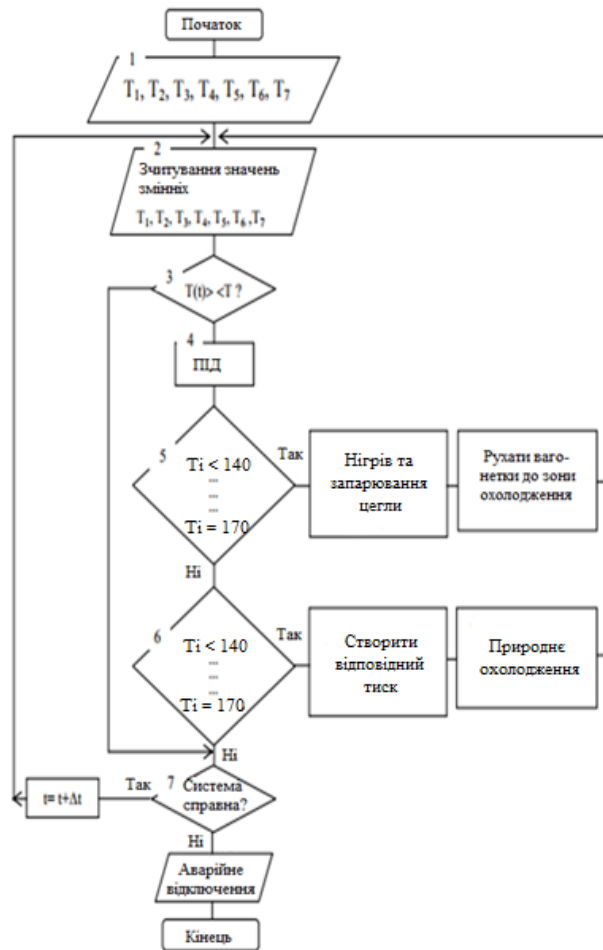 Початок
1
T₁, T₂, T₃, T₄, T₅, T₆, T₇
2
Зчитування значень
змінніх
T₁, T₂, T₃, T₄, T₅, T₆ ,T₇
3
T(t)> <T ?
4
ПІД
5
Ti < 140
...
...
...
Ti = 170
Так
Нігрів та
запарювання
цегли
Рухати ваго-
нетки до зони
охолодження
Ні
6
Ti < 140
...
...
...
Ti = 170
Так
Створити
відповідний
тиск
Природнє
охолодження
Ні
7
Система
справна?
Так
t= t+Δt
Ні
Аварійне
відключення
Кінець